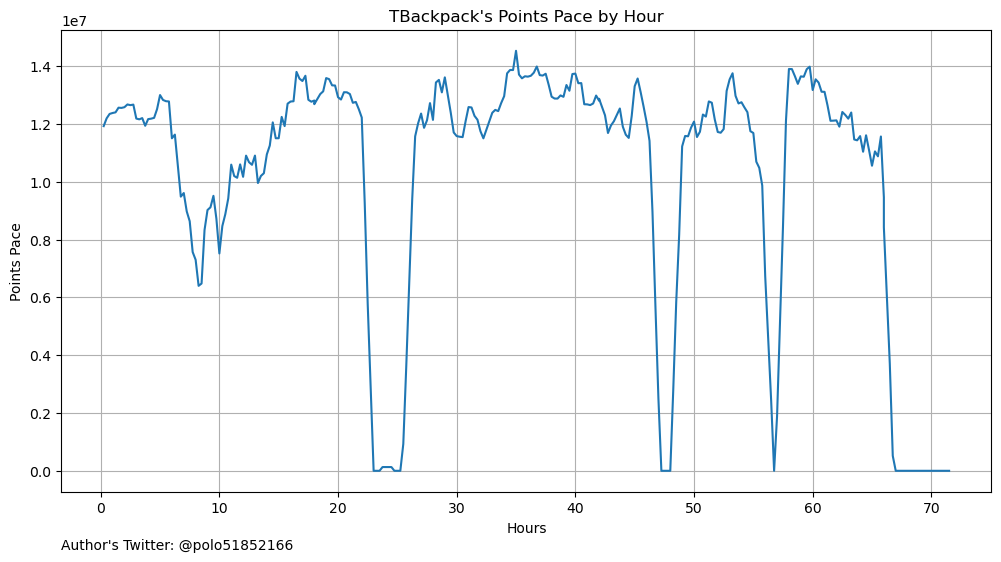 TBackpack's Points Pace by Hour
1e7
1.4
1.2
1.0
0.8
0.6
0.4
0.2
0.0
Points Pace
0 10 20 30 40 50 60 70
Hours
Author's Twitter: @polo51852166